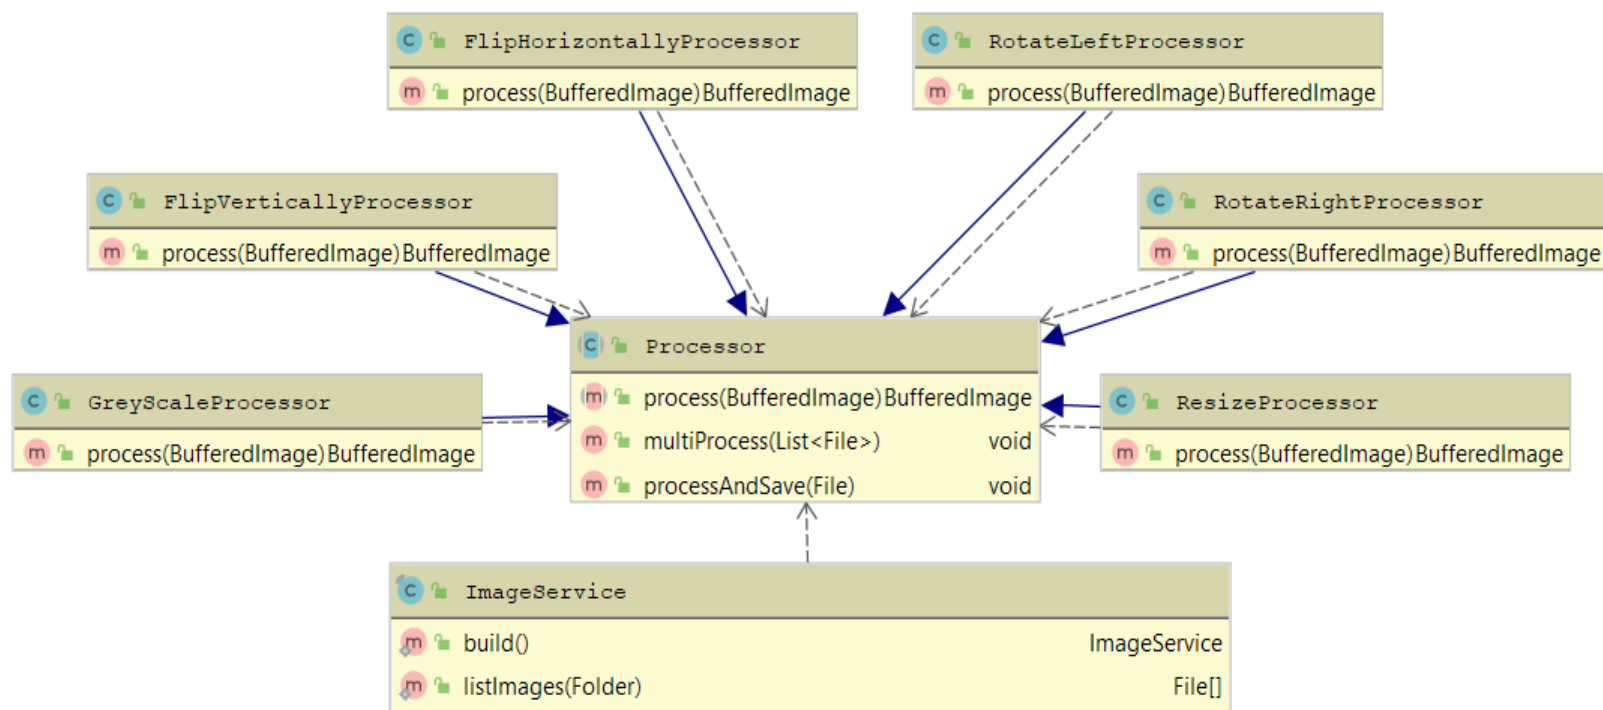 C FlipHorizontallyProcessor
m process(BufferedImage) BufferedImage
C RotateLeftProcessor
m process(BufferedImage) BufferedImage
C FlipVerticallyProcessor
m process(BufferedImage) BufferedImage
C RotateRightProcessor
m process(BufferedImage) BufferedImage
C Processor
m process(BufferedImage) BufferedImage
m multiProcess(List<File>) void
m processAndSave(File) void
C GreyScaleProcessor
m process(BufferedImage) BufferedImage
C ResizeProcessor
m process(BufferedImage) BufferedImage
C ImageService
m build() ImageService
m listImages(Folder) File[]